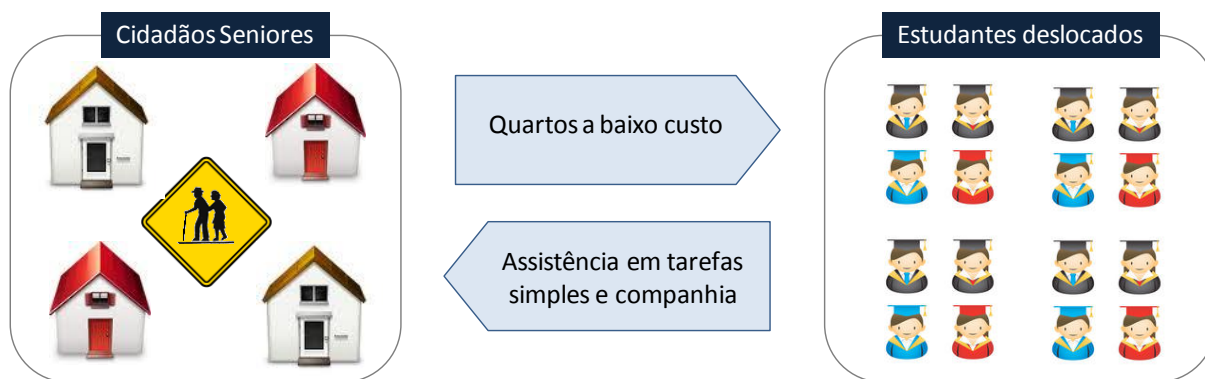 Cidadãos Seniores
Estudantes deslocados
Quartos a baixo custo
Assistência em tarefas
simples e companhia